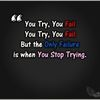 “
You Try, You Fail
You Try, You Fail
But the Only Failure
is when You Stop Trying.